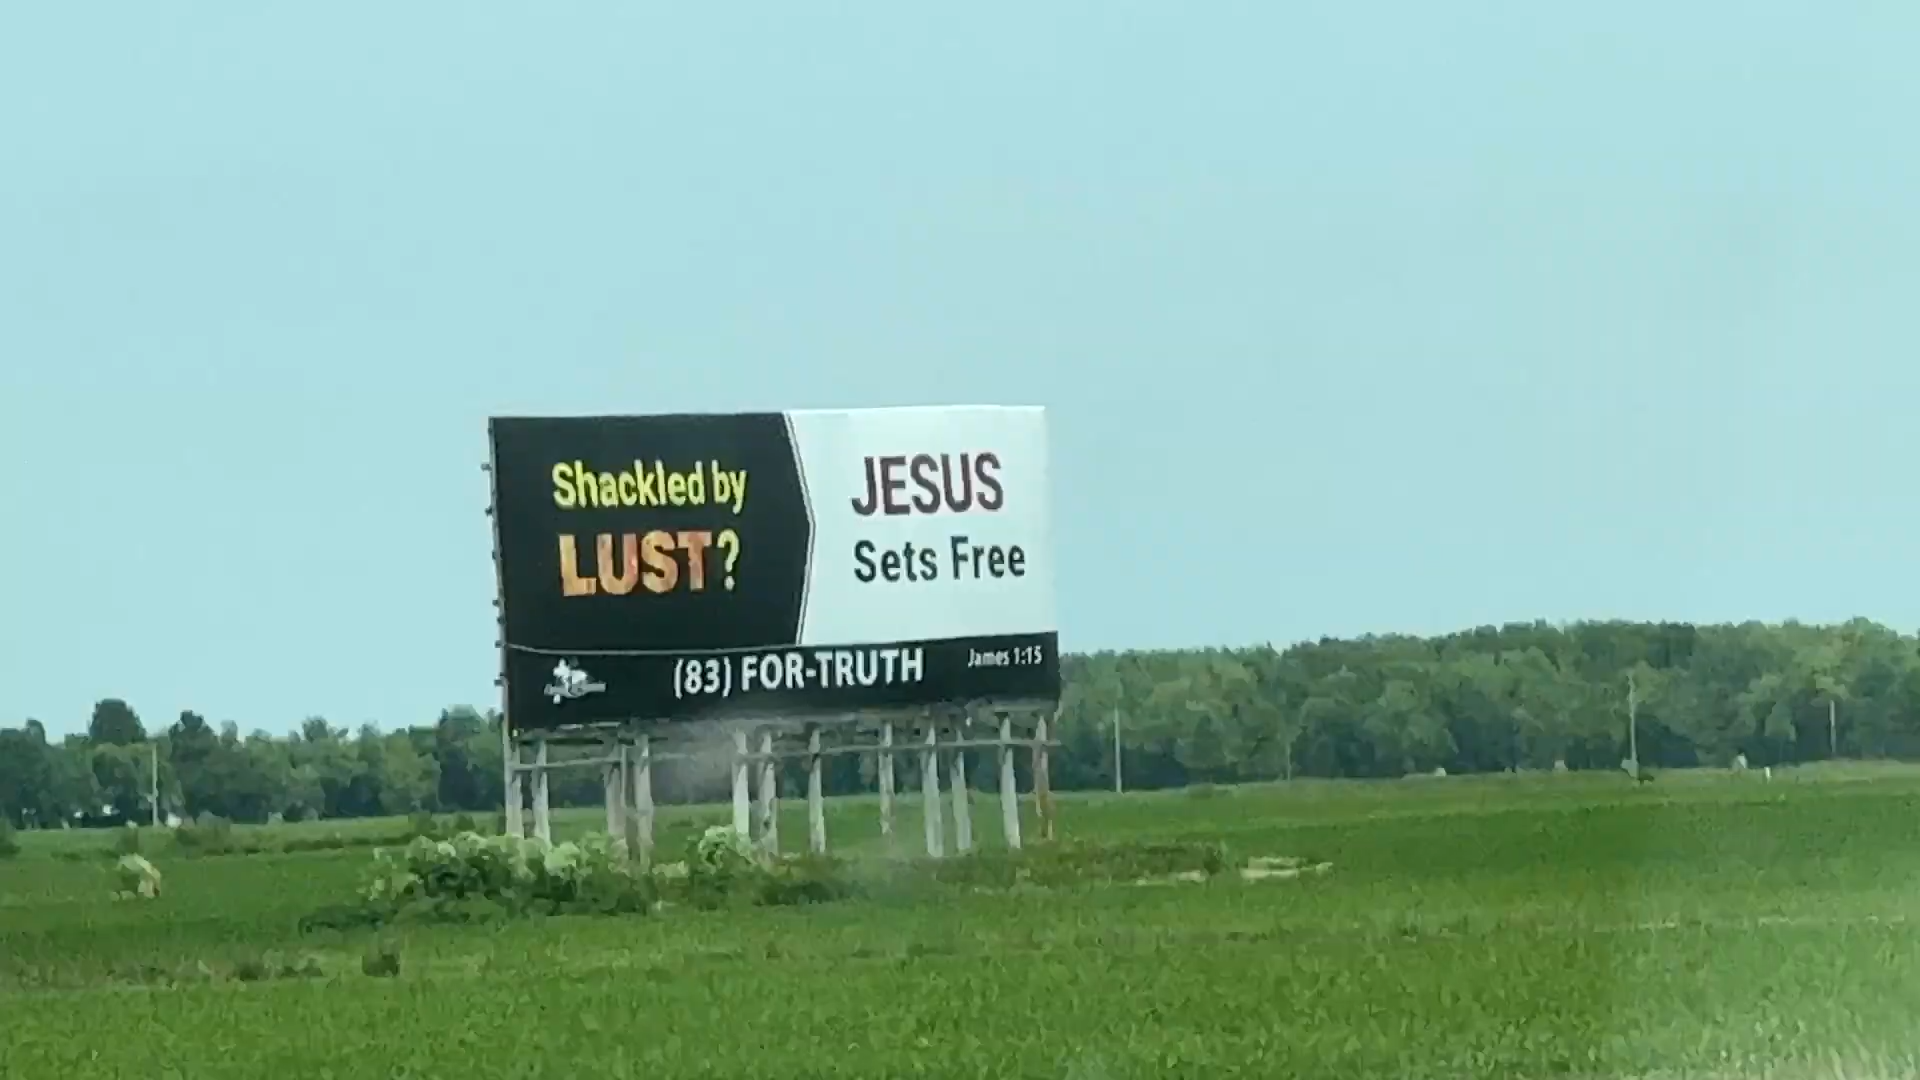 Shackled by
LUST?
JESUS
Sets Free
(83) FOR-TRUTH
James 1:15